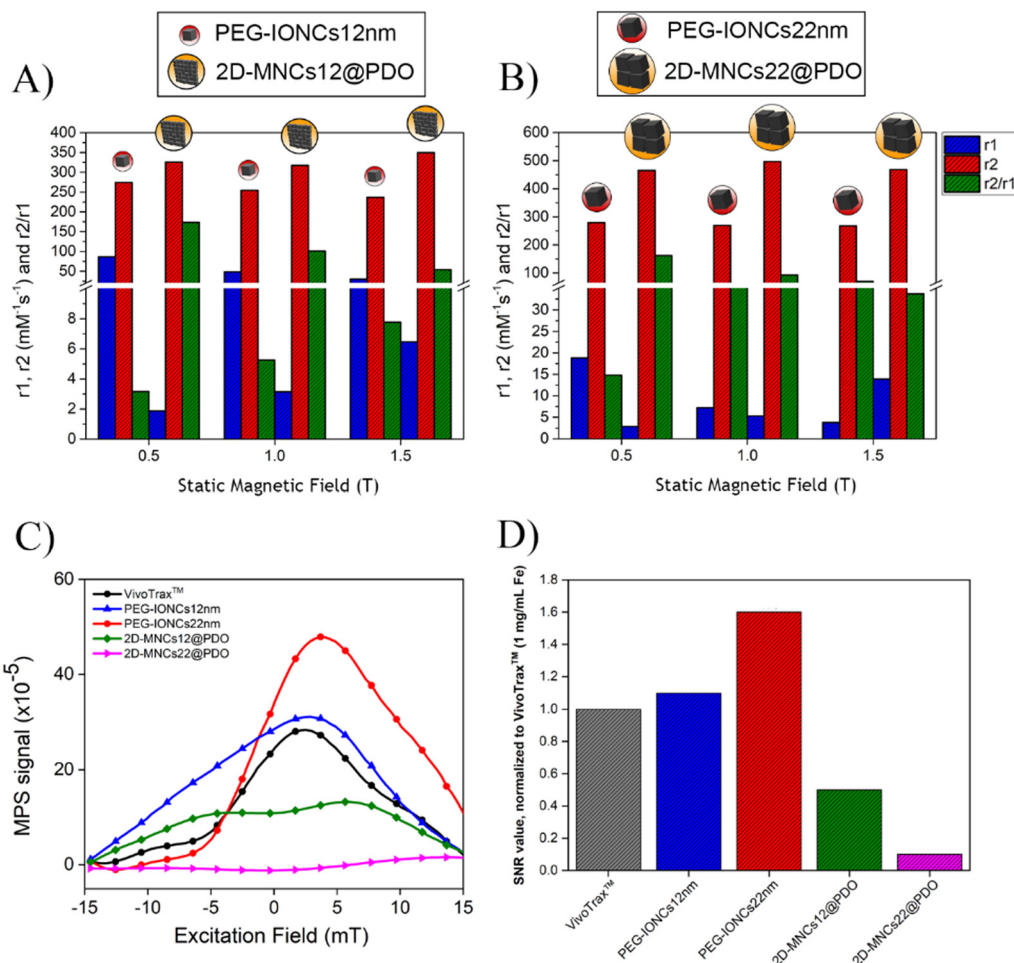 A)
PEG-IONCs12nm
2D-MNCs12@PDO
r1, r2 (mM⁻¹s⁻¹) and r2/r1
400
350
300
250
200
150
100
50
8
6
4
2
0
0.5
1.0
1.5
Static Magnetic Field (T)
B)
PEG-IONCs22nm
2D-MNCs22@PDO
r1
r2
r2/r1
r1, r2 (mM⁻¹s⁻¹) and r2/r1
600
500
400
300
200
100
30
25
20
15
10
5
0
0.5
1.0
1.5
Static Magnetic Field (T)
C)
VivoTrax™
PEG-IONCs12nm
PEG-IONCs22nm
2D-MNCs12@PDO
2D-MNCs22@PDO
MPS signal (x10⁻⁵)
60
40
20
0
-15
-10
-5
0
5
10
15
Excitation Field (mT)
D)
SNR value, normalized to VivoTrax™ (1 mg/mL Fe)
1.8
1.6
1.4
1.2
1.0
0.8
0.6
0.4
0.2
0.0
VivoTrax™
PEG-IONCs12nm
PEG-IONCs22nm
2D-MNCs12@PDO
2D-MNCs22@PDO